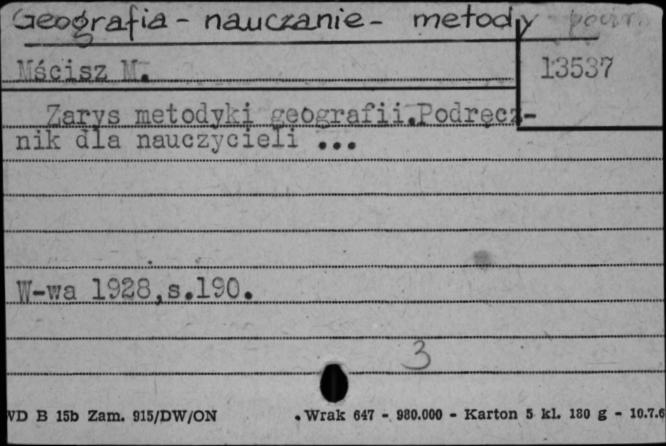 Geografia - nauczanie - metody
Mścisz M.
13537
Zarys metodyki geografii.Podręcz-
nik dla nauczycieli ...
W-wa 1928,s.190.
3
WD B 15b Zam. 915/DW/ON
Wrak 647 - 980.000 - Karton 5 kl. 180 g - 10.7.6